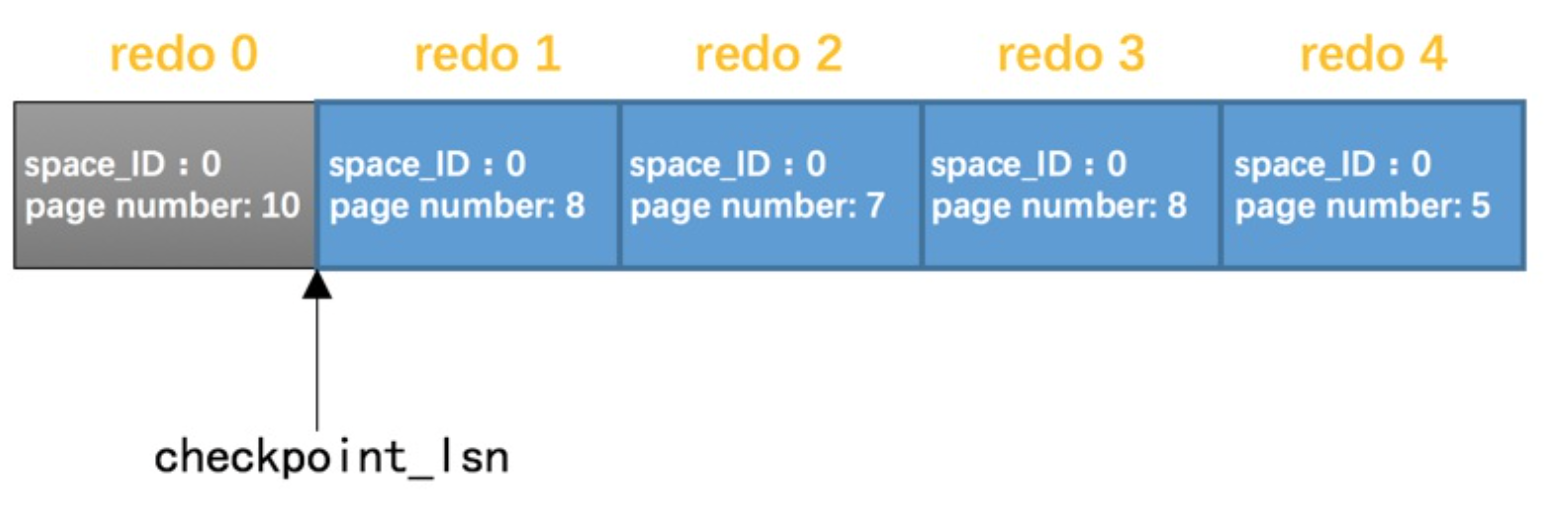 redo 0 redo 1 redo 2 redo 3 redo 4
space_ID：0 space_ID：0 space_ID：0 space_ID：0 space_ID：0
page number: 10 page number: 8 page number: 7 page number: 8 page number: 5
checkpoint_lsn